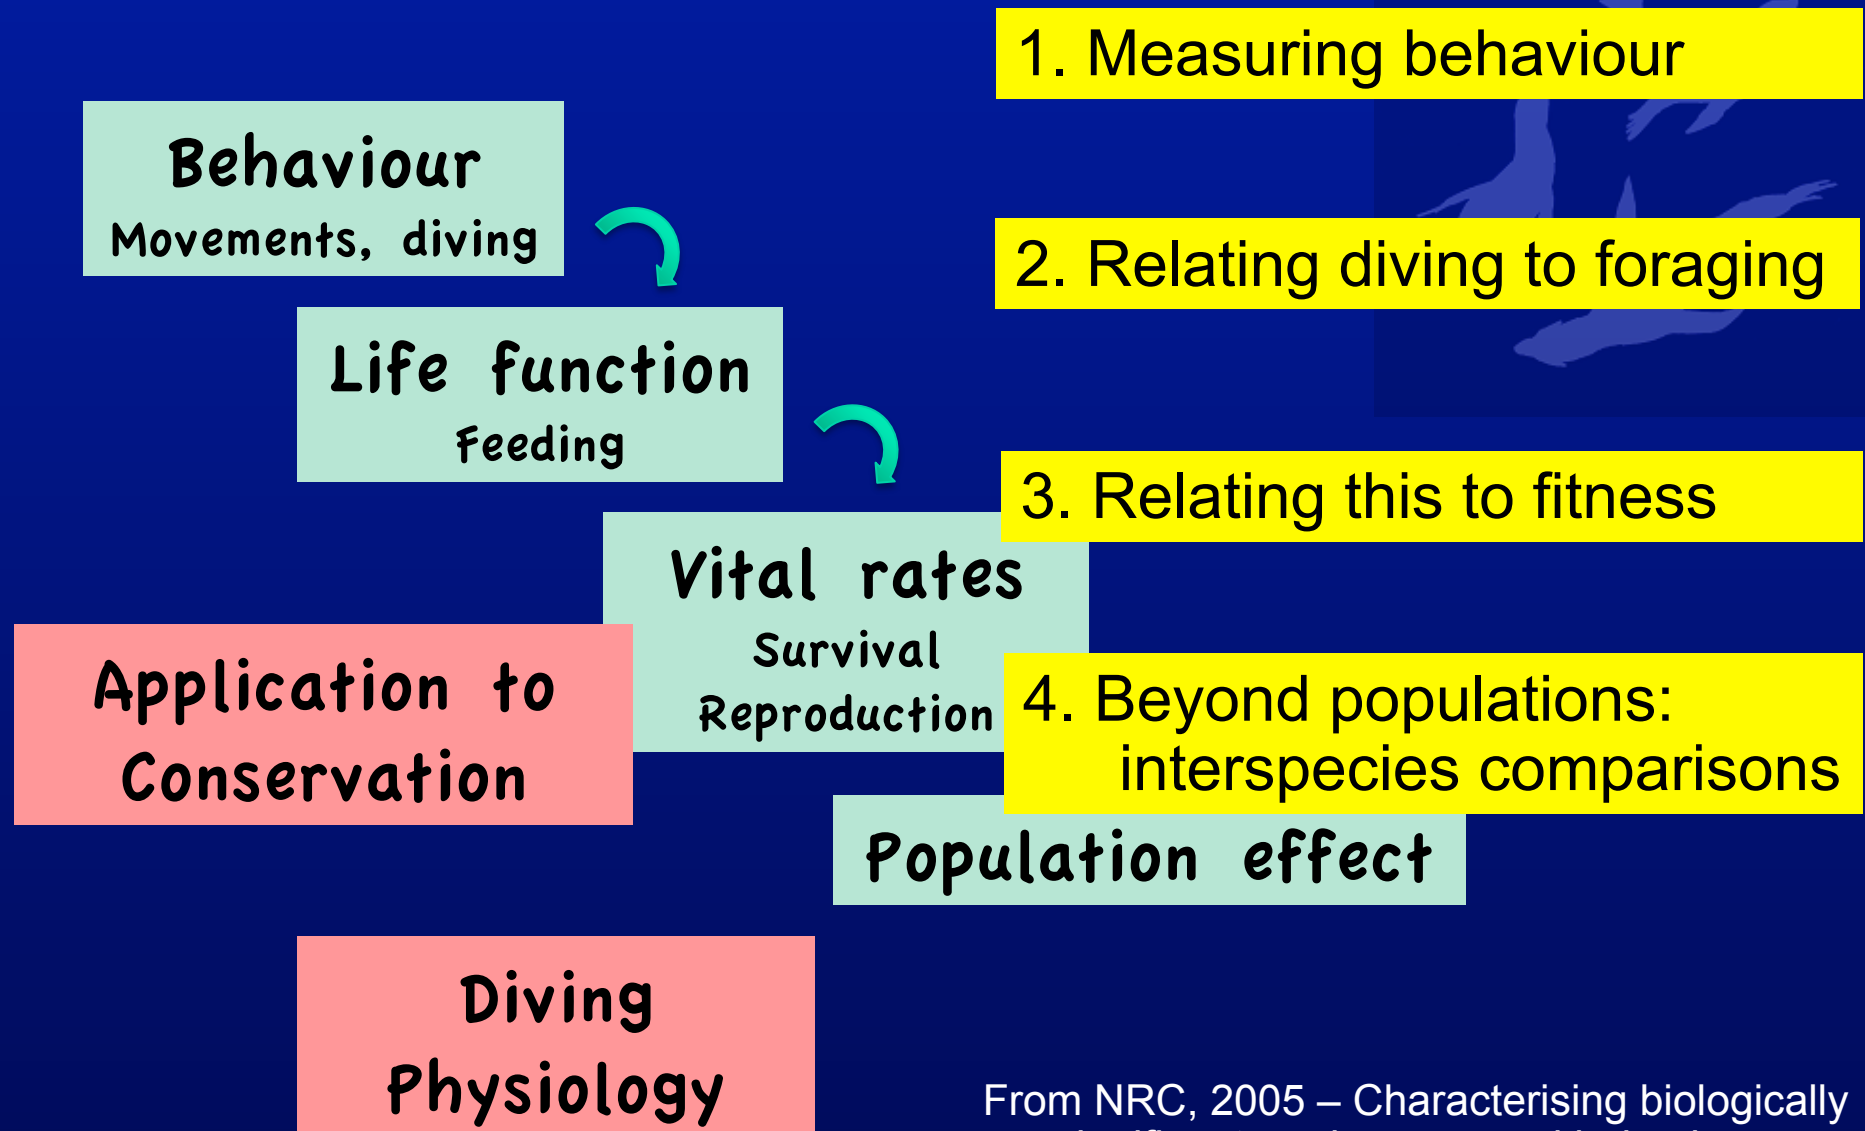 1. Measuring behaviour
Behaviour
Movements, diving
2. Relating diving to foraging
Life function
Feeding
3. Relating this to fitness
Vital rates
Survival
Reproduction
Application to
Conservation
4. Beyond populations:
interspecies comparisons
Population effect
Diving
Physiology
From NRC, 2005 – Characterising biologically